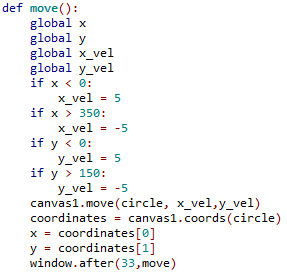 def move():
    global x
    global y
    global x_vel
    global y_vel
    if x < 0:
        x_vel = 5
    if x > 350:
        x_vel = -5
    if y < 0:
        y_vel = 5
    if y > 150:
        y_vel = -5
    canvas1.move(circle, x_vel,y_vel)
    coordinates = canvas1.coords(circle)
    x = coordinates[0]
    y = coordinates[1]
    window.after(33,move)